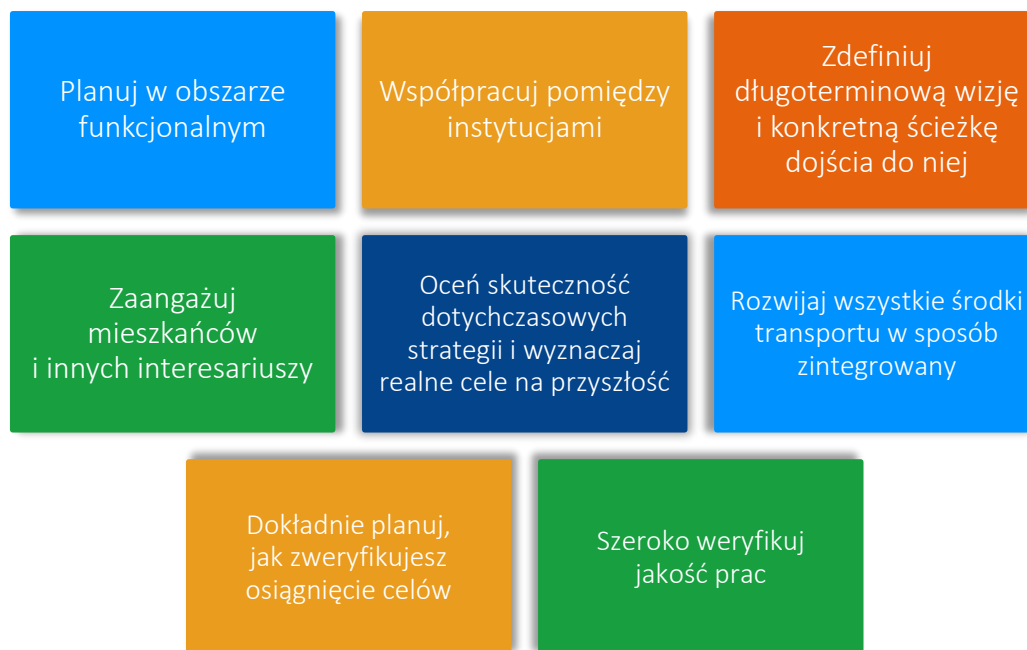 Planuj w obszarze
funkcjonalnym
Współpracuj pomiędzy
instytucjami
Zdefiniuj
długoterminową wizję
i konkretną ścieżkę
dojścia do niej
Zaangażuj
mieszkańców
i innych interesariuszy
Oceń skuteczność
dotychczasowych
strategii i wyznaczaj
realne cele na przyszłość
Rozwijaj wszystkie środki
transportu w sposób
zintegrowany
Dokładnie planuj,
jak zweryfikujesz
osiągnięcie celów
Szeroko weryfikuj
jakość prac